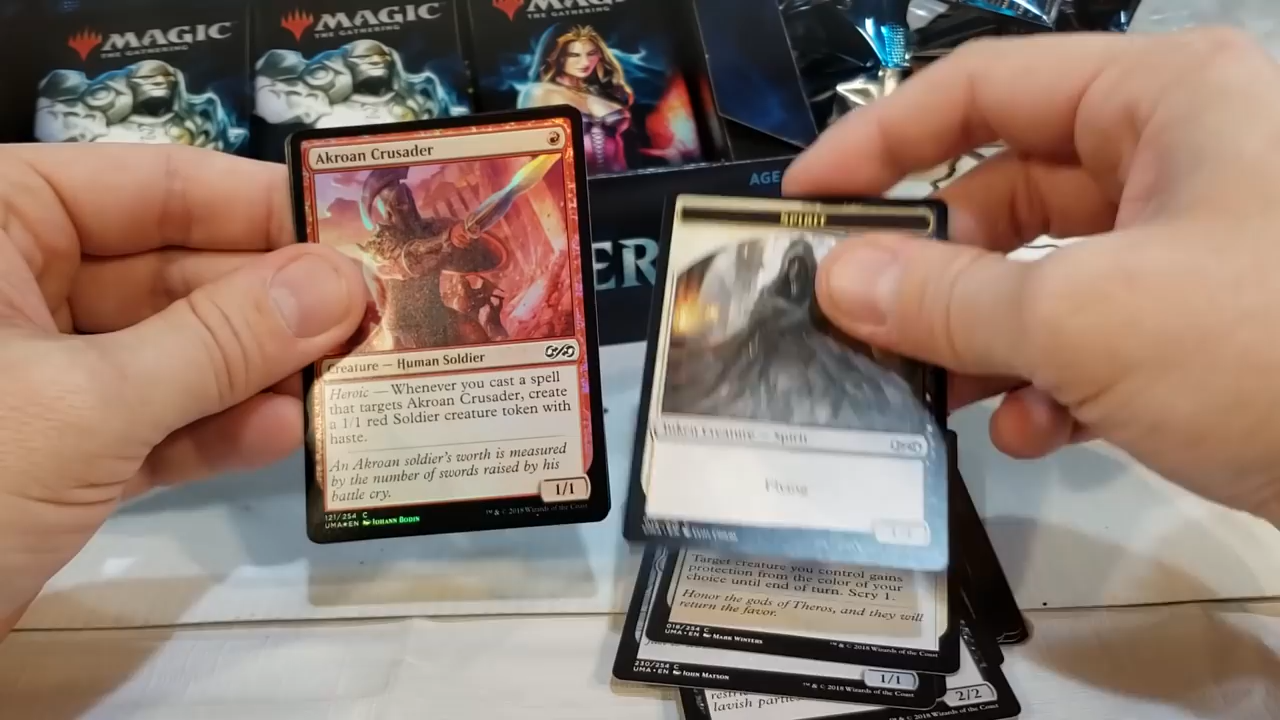 MAGIC
THE GATHERING
MAGIC
THE GATHERING
MAGIC
THE GATHERING
AGE
ER
Akroan Crusader
Creature — Human Soldier
Heroic — Whenever you cast a spell
that targets Akroan Crusader, create
a 1/1 red Soldier creature token with
haste.
An Akroan soldier's worth is measured
by the number of swords raised by his
battle cry.
1/1
121/254 C
UMA★EN Johann Bodin
™ & © 2018 Wizards of the Coast
SPIRIT
Token Creature — Spirit
Flying
Target creature you control gains
protection from the color of your
choice until end of turn. Scry 1.
Honor the gods of Theros, and they will
return the favor.
018/254 C
UMA • EN Mark Winters
™ & © 2018 Wizards of the Coast
1/1
230/254 C
UMA • EN John Matson
™ & © 2018 Wizards of the Coast
2/2
lavish
Wizards of the Coast